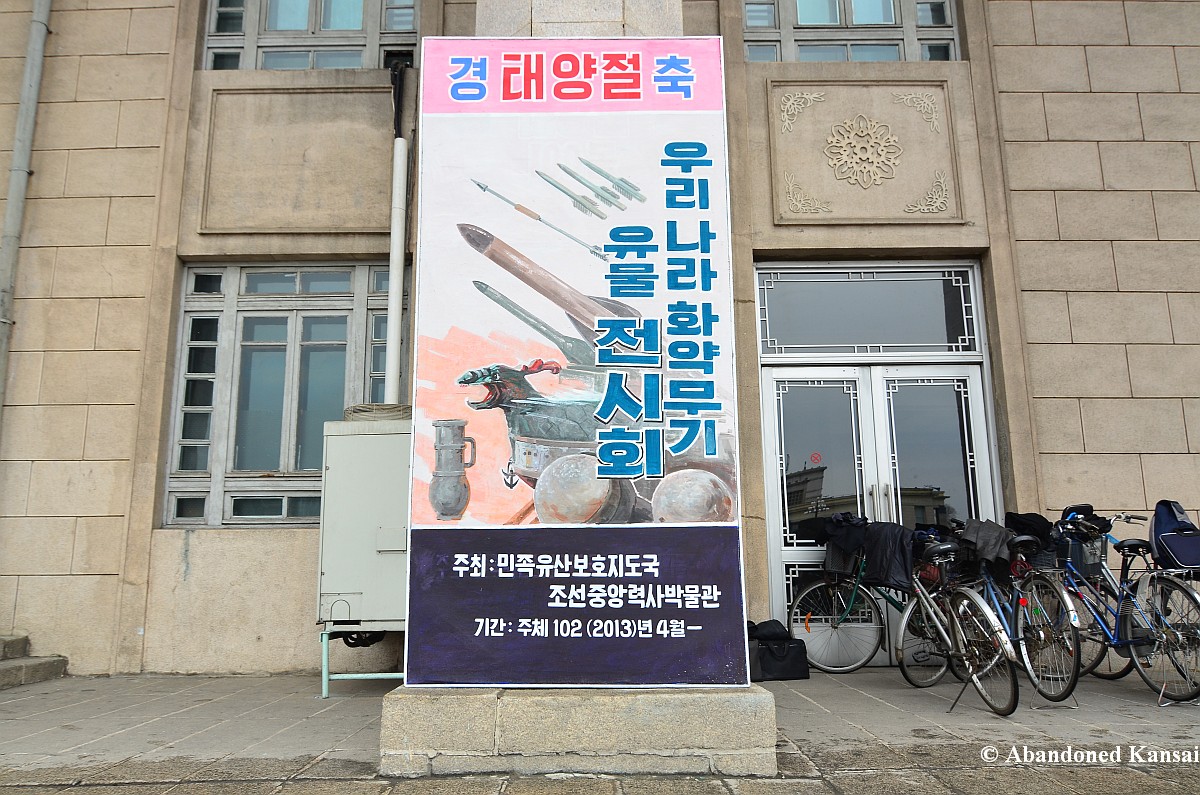 경 태양절 축
우리 나라 화약무기
유물 전시회
주최: 민족유산보호지도국
조선중앙력사박물관
기간: 주체 102 (2013)년 4월 –
© Abandoned Kansai